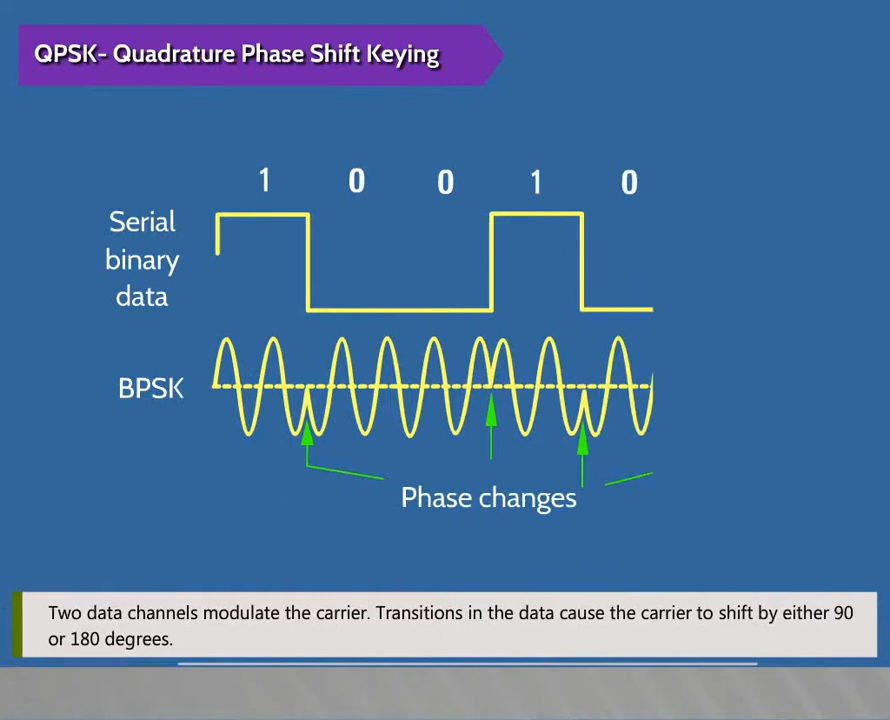 QPSK- Quadrature Phase Shift Keying
1 0 0 1 0
Serial
binary
data
BPSK
Phase changes
Two data channels modulate the carrier. Transitions in the data cause the carrier to shift by either 90
or 180 degrees.